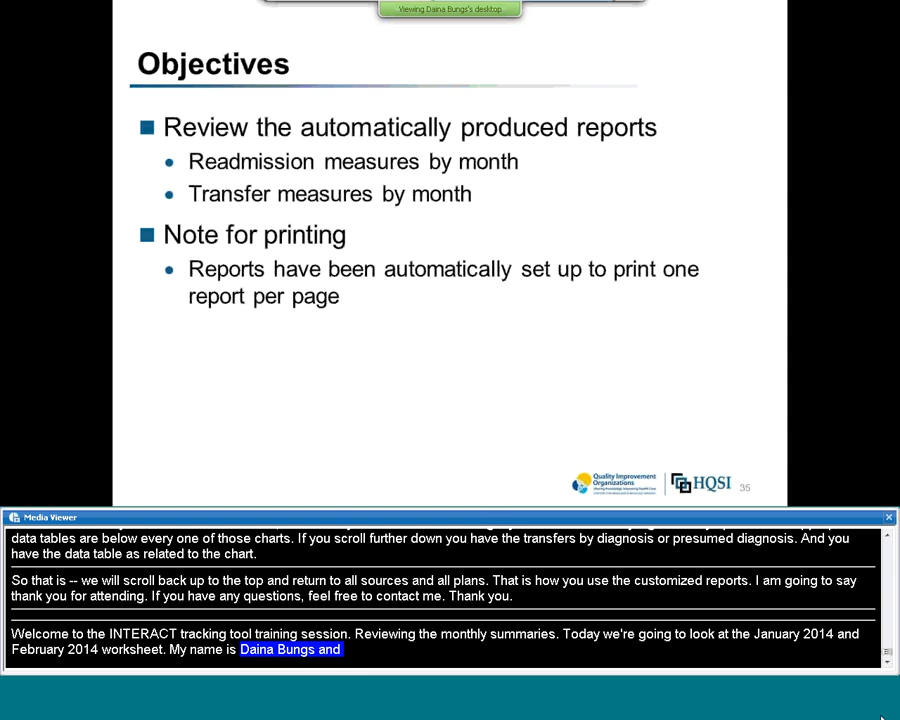 Viewing Daina Bungs's desktop
Objectives
Review the automatically produced reports
Readmission measures by month
Transfer measures by month
Note for printing
Reports have been automatically set up to print one
report per page
Quality Improvement
Organizations
HQSI
35
Media Viewer
data tables are below every one of those charts. If you scroll further down you have the transfers by diagnosis or presumed diagnosis. And you
have the data table as related to the chart.
So that is -- we will scroll back up to the top and return to all sources and all plans. That is how you use the customized reports. I am going to say
thank you for attending. If you have any questions, feel free to contact me. Thank you.
Welcome to the INTERACT tracking tool training session. Reviewing the monthly summaries. Today we're going to look at the January 2014 and
February 2014 worksheet. My name is Daina Bungs and